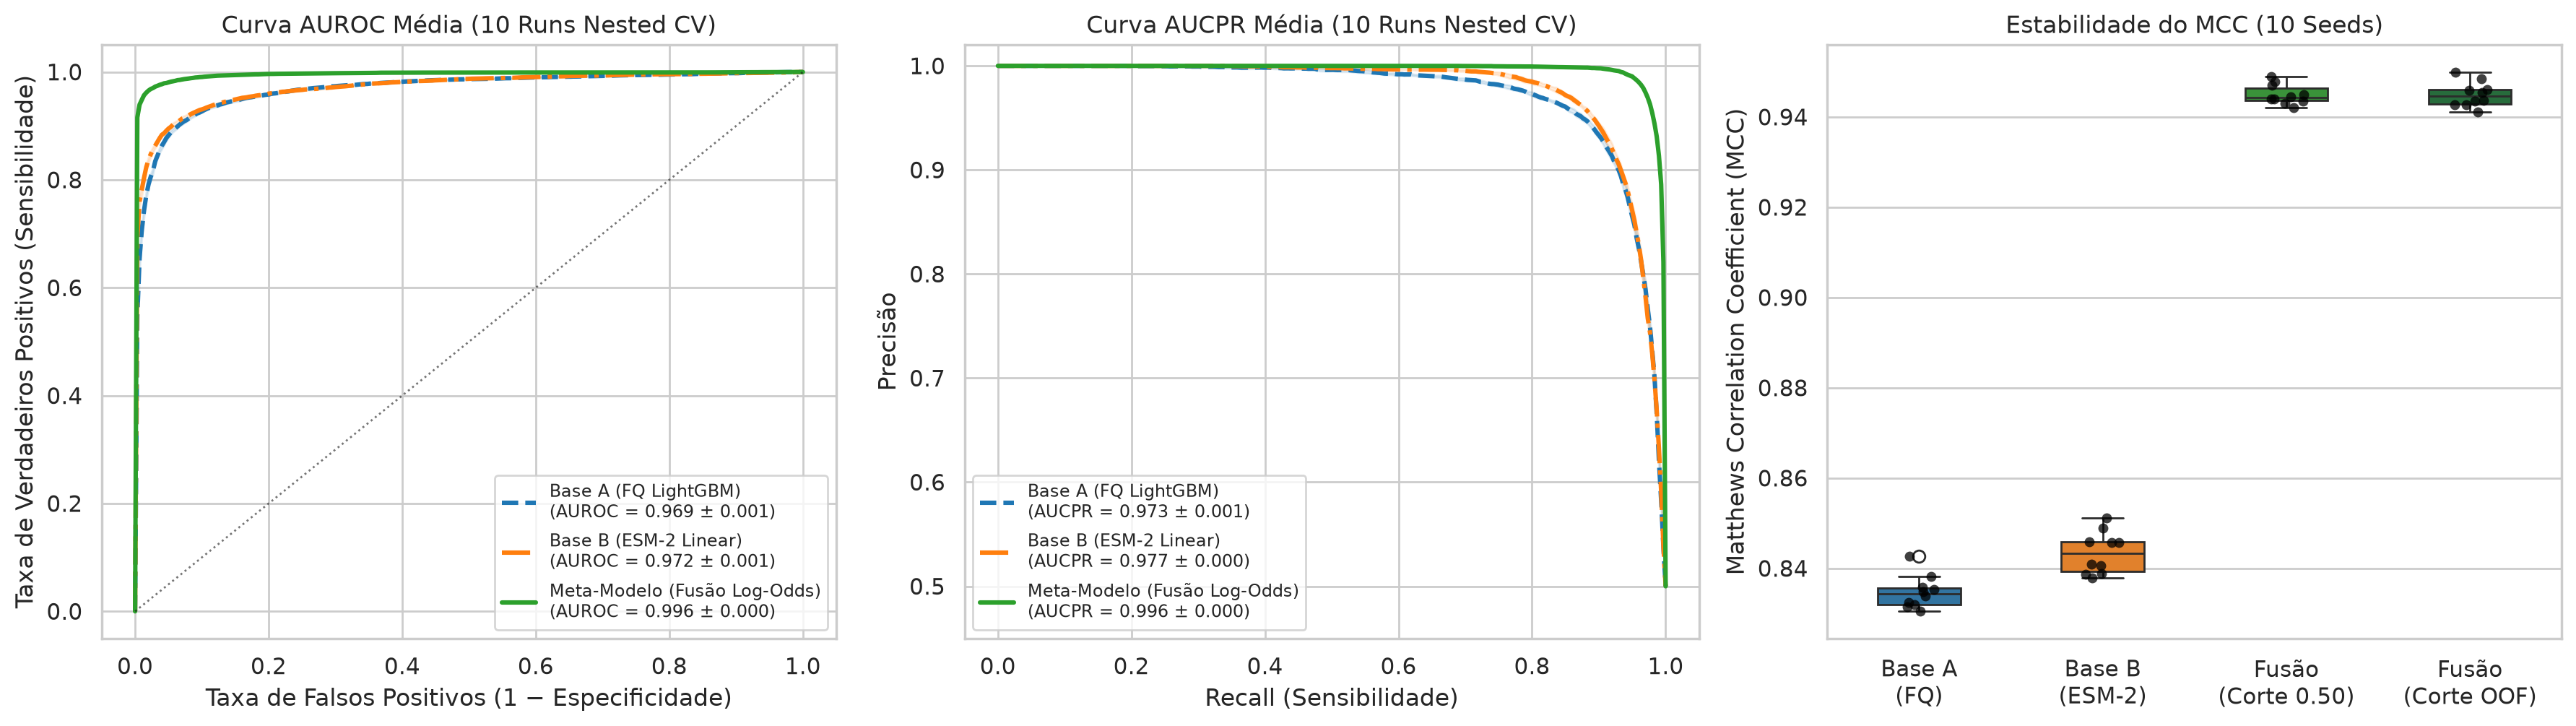 Curva AUROC Média (10 Runs Nested CV)
Taxa de Verdadeiros Positivos (Sensibilidade)
1.0
0.8
0.6
0.4
0.2
0.0
Base A (FQ LightGBM)
(AUROC = 0.969 ± 0.001)
Base B (ESM-2 Linear)
(AUROC = 0.972 ± 0.001)
Meta-Modelo (Fusão Log-Odds)
(AUROC = 0.996 ± 0.000)
0.0 0.2 0.4 0.6 0.8 1.0
Taxa de Falsos Positivos (1 − Especificidade)
Curva AUCPR Média (10 Runs Nested CV)
Precisão
1.0
0.9
0.8
0.7
0.6
0.5
Base A (FQ LightGBM)
(AUCPR = 0.973 ± 0.001)
Base B (ESM-2 Linear)
(AUCPR = 0.977 ± 0.000)
Meta-Modelo (Fusão Log-Odds)
(AUCPR = 0.996 ± 0.000)
0.0 0.2 0.4 0.6 0.8 1.0
Recall (Sensibilidade)
Estabilidade do MCC (10 Seeds)
Matthews Correlation Coefficient (MCC)
0.94
0.92
0.90
0.88
0.86
0.84
Base A
(FQ)
Base B
(ESM-2)
Fusão
(Corte 0.50)
Fusão
(Corte OOF)